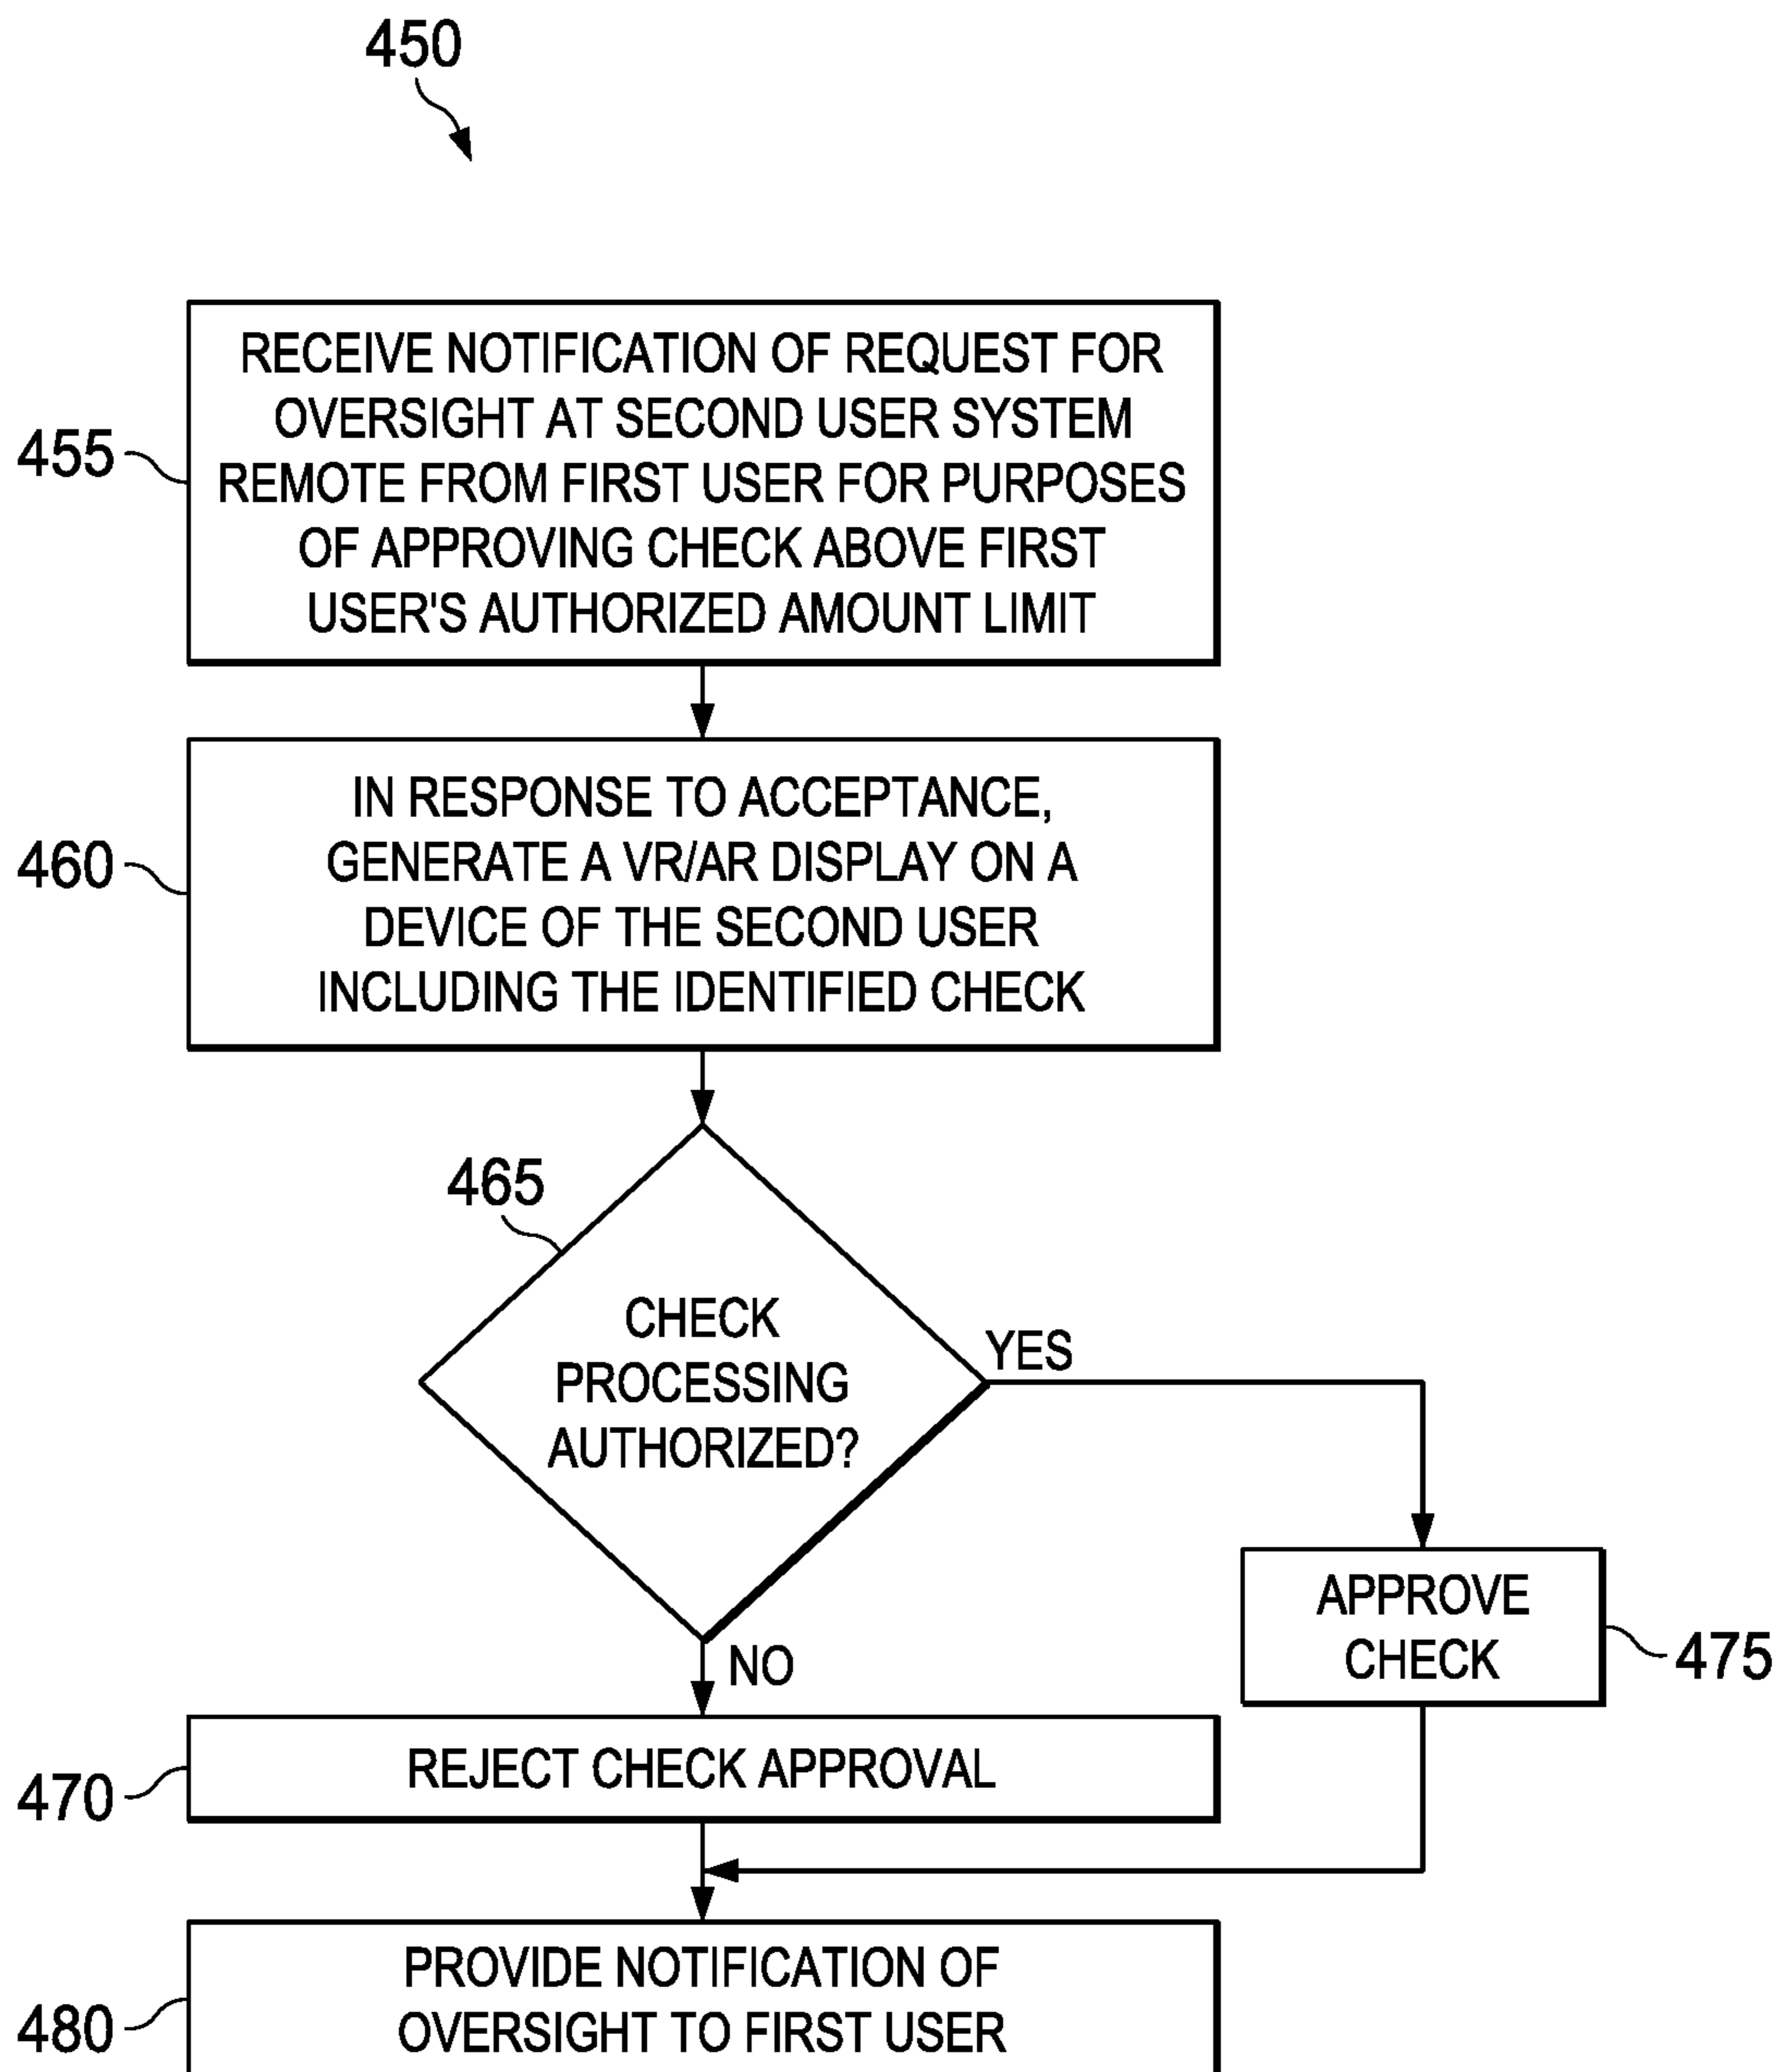 450
RECEIVE NOTIFICATION OF REQUEST FOR
OVERSIGHT AT SECOND USER SYSTEM
REMOTE FROM FIRST USER FOR PURPOSES
OF APPROVING CHECK ABOVE FIRST
USER'S AUTHORIZED AMOUNT LIMIT
455
IN RESPONSE TO ACCEPTANCE,
GENERATE A VR/AR DISPLAY ON A
DEVICE OF THE SECOND USER
INCLUDING THE IDENTIFIED CHECK
460
465
CHECK
PROCESSING
AUTHORIZED?
YES
NO
APPROVE
CHECK
475
REJECT CHECK APPROVAL
470
PROVIDE NOTIFICATION OF
OVERSIGHT TO FIRST USER
480